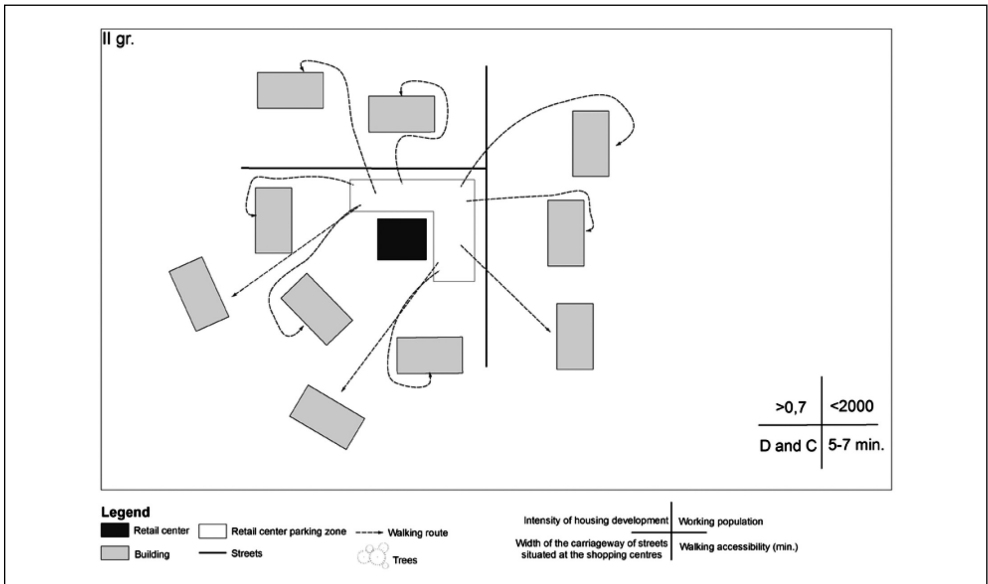 II gr.
>0,7
<2000
D and C
5-7 min.
Legend
Retail center
Retail center parking zone
Walking route
Building
Streets
Trees
Intensity of housing development
Working population
Width of the carriageway of streets
situated at the shopping centres
Walking accessibility (min.)